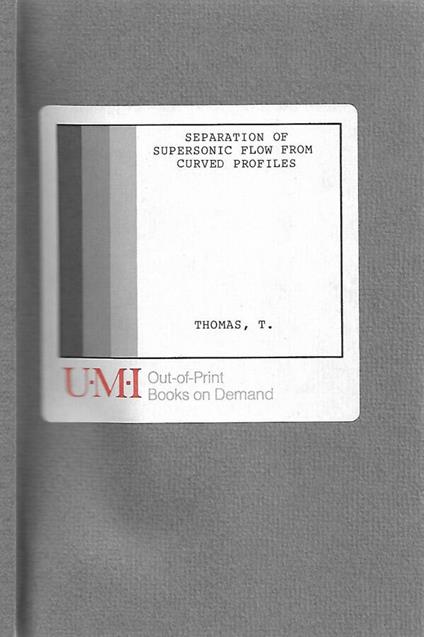 SEPARATION OF
SUPERSONIC FLOW FROM
CURVED PROFILES
THOMAS, T.
U·M·I
Out-of-Print
Books on Demand